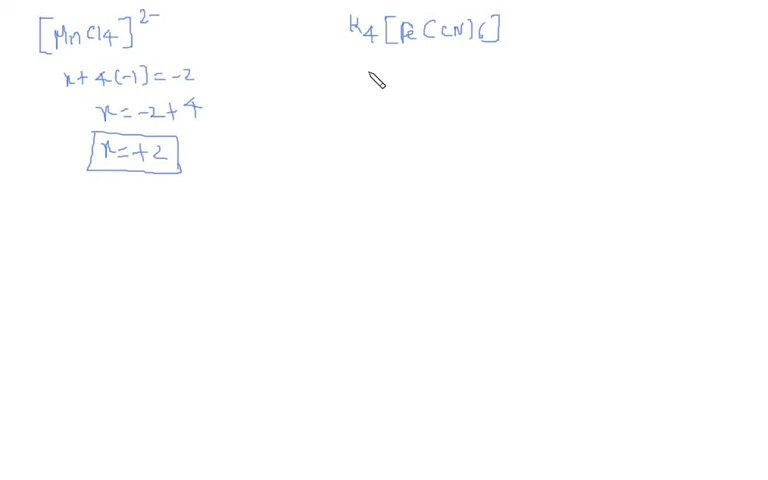 [MnCl4]2-
x + 4(-1) = -2
x = -2 + 4
x = +2
K4[Fe(CN)6]